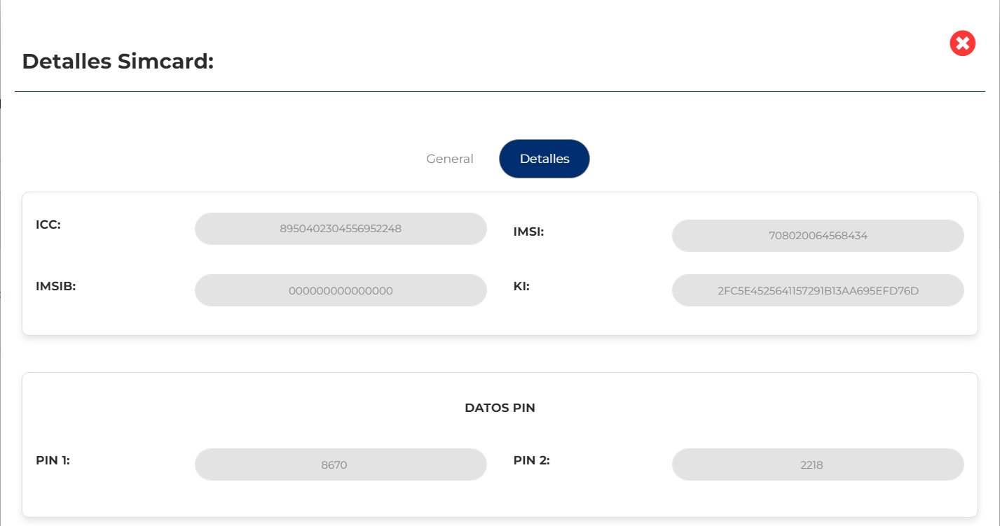 Detalles Simcard:
General Detalles
ICC: 8950402304556952248 IMSI: 708020064568434
IMSIB: 000000000000000 KI: 2FC5E4525641157291B13AA695EFD76D
DATOS PIN
PIN 1: 8670 PIN 2: 2218